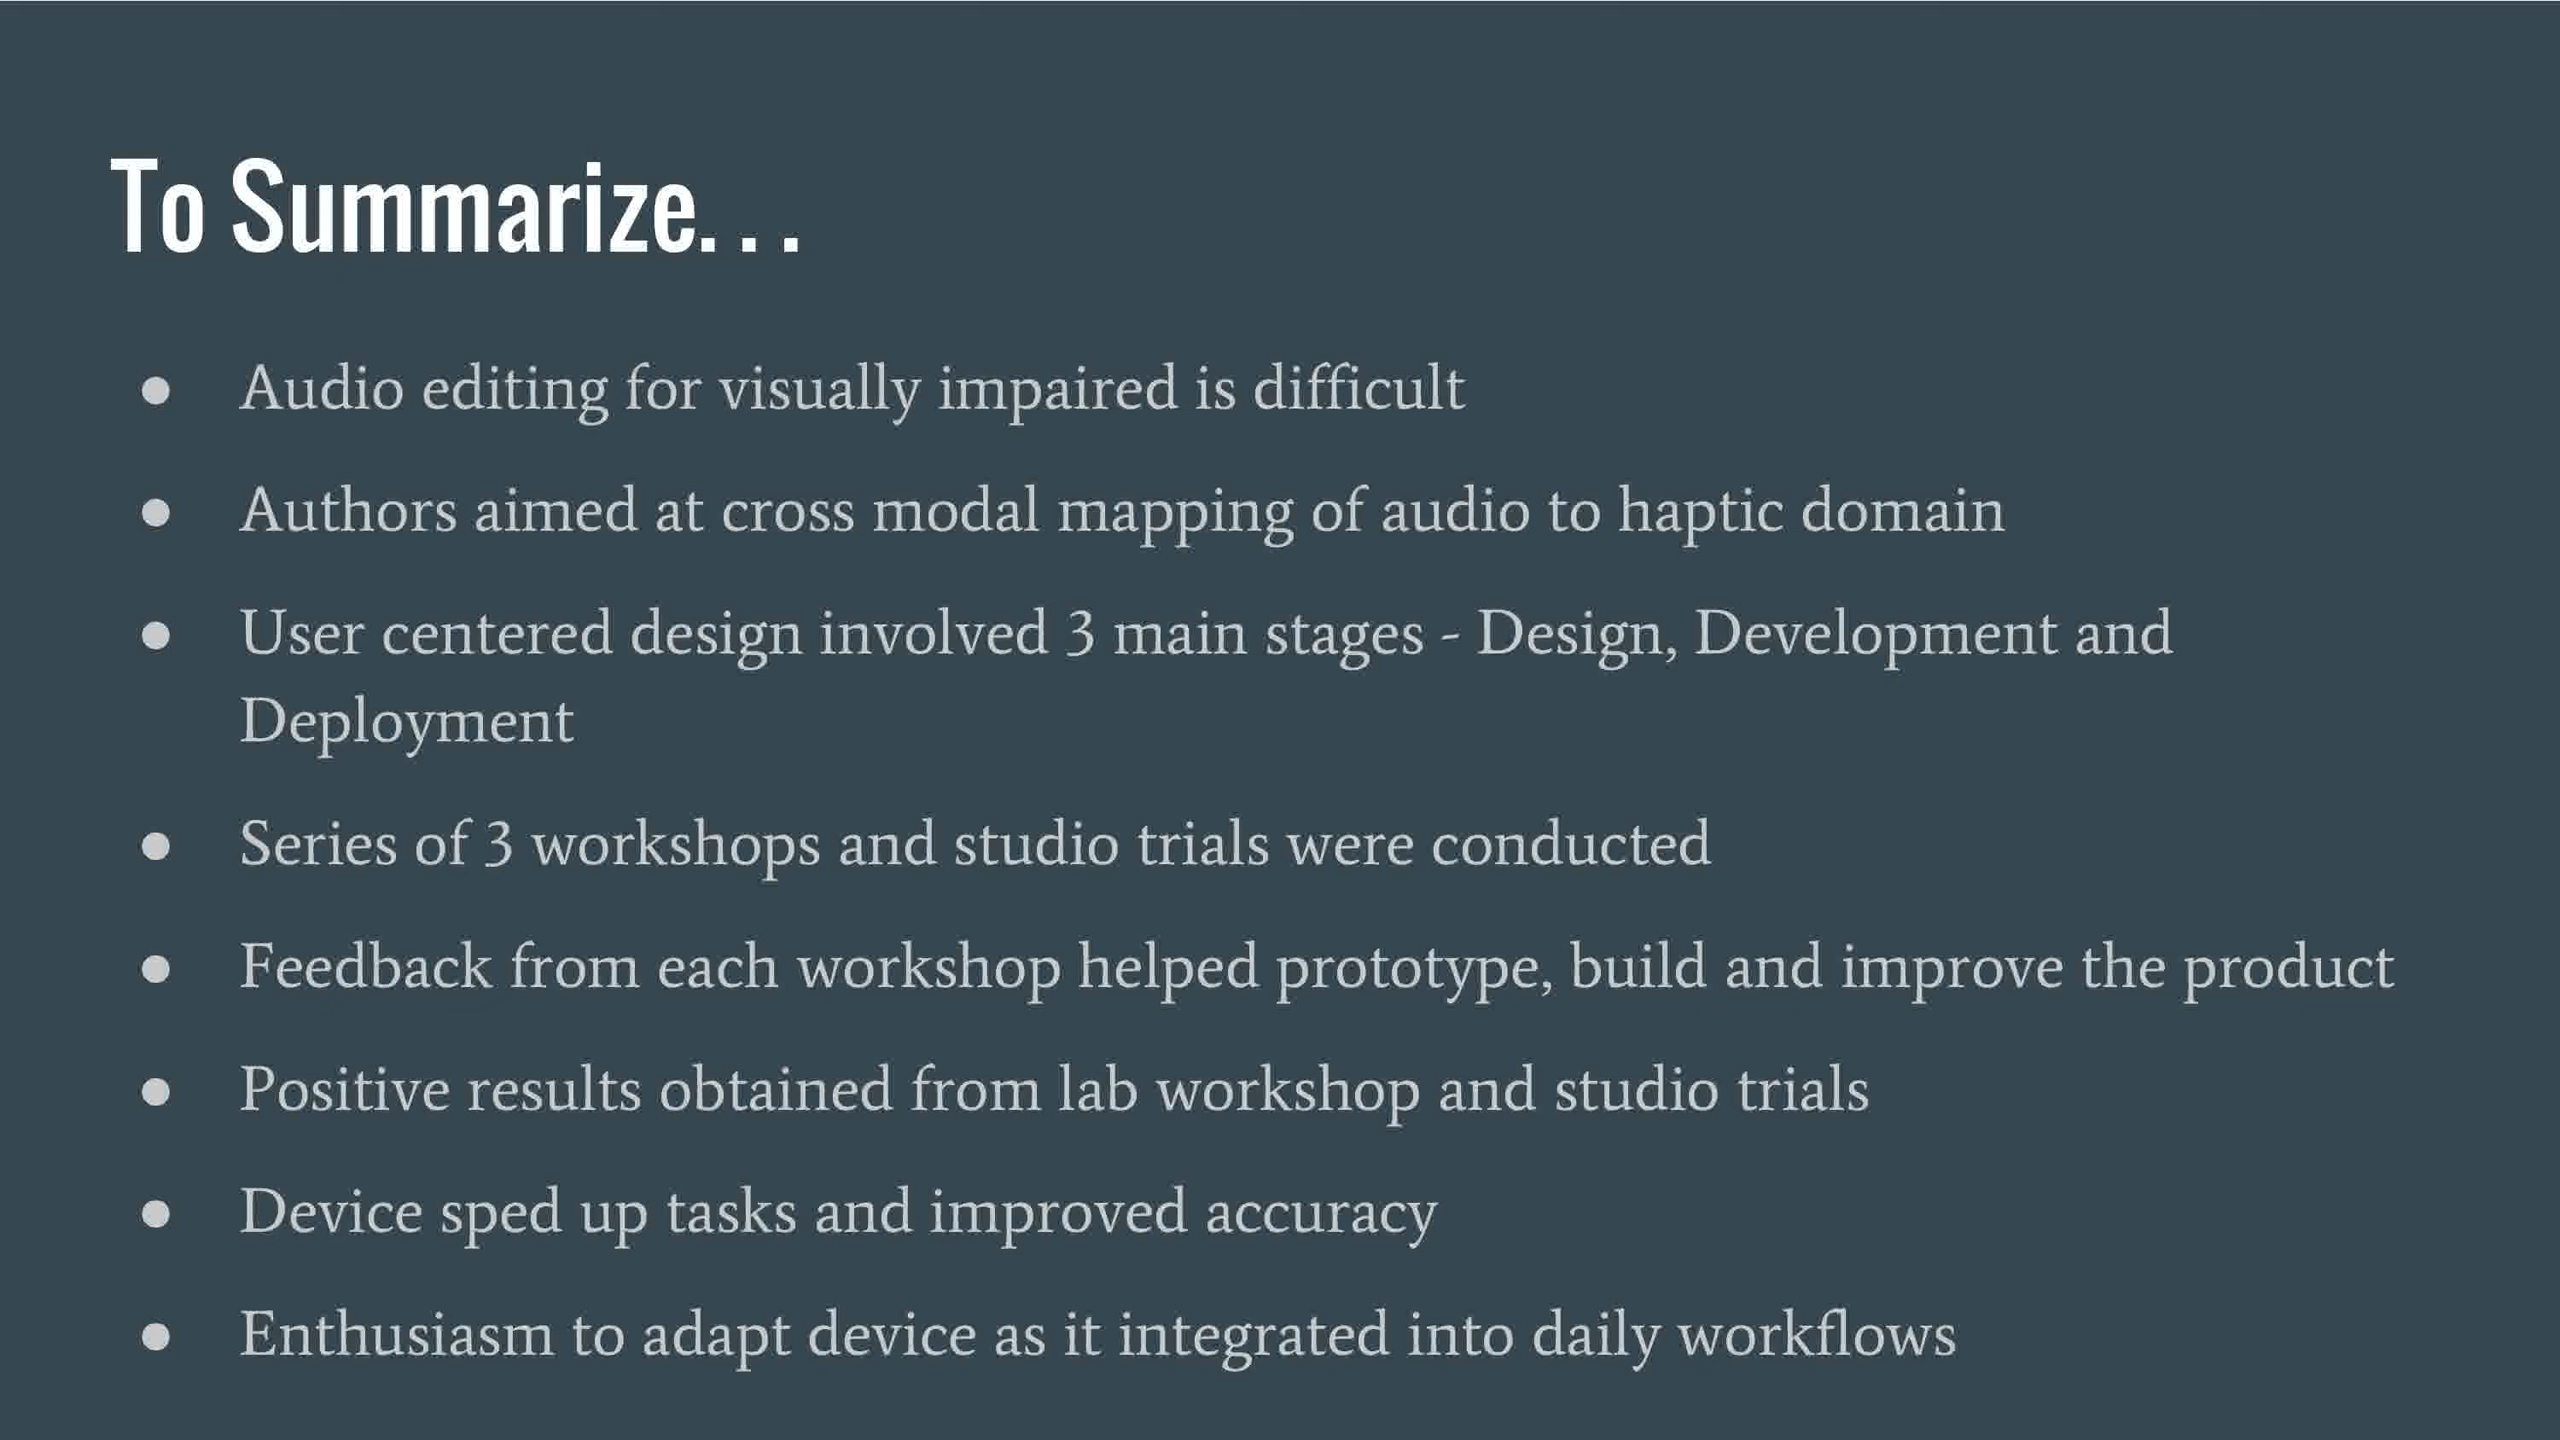 To Summarize. . .
● Audio editing for visually impaired is difficult
● Authors aimed at cross modal mapping of audio to haptic domain
● User centered design involved 3 main stages - Design, Development and
Deployment
● Series of 3 workshops and studio trials were conducted
● Feedback from each workshop helped prototype, build and improve the product
● Positive results obtained from lab workshop and studio trials
● Device sped up tasks and improved accuracy
● Enthusiasm to adapt device as it integrated into daily workflows